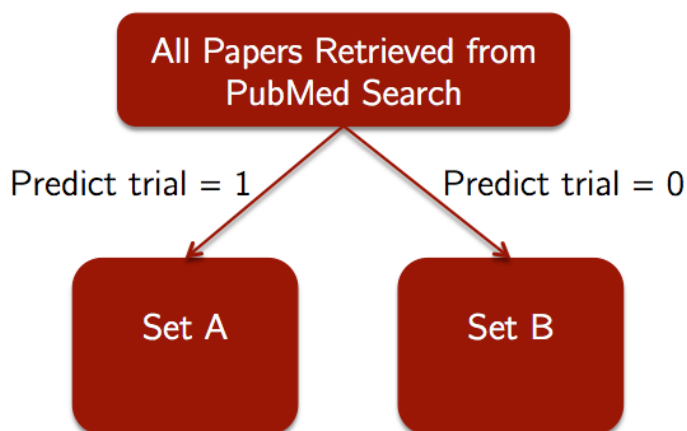 All Papers Retrieved from
PubMed Search
Predict trial = 1
Predict trial = 0
Set A
Set B